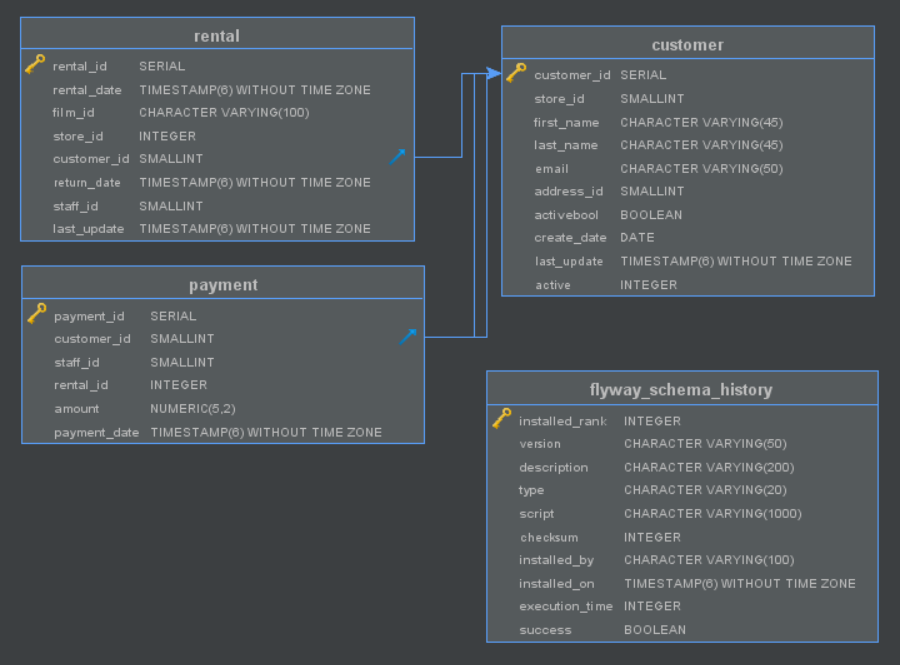 rental
rental_id SERIAL
rental_date TIMESTAMP(6) WITHOUT TIME ZONE
film_id CHARACTER VARYING(100)
store_id INTEGER
customer_id SMALLINT
return_date TIMESTAMP(6) WITHOUT TIME ZONE
staff_id SMALLINT
last_update TIMESTAMP(6) WITHOUT TIME ZONE
customer
customer_id SERIAL
store_id SMALLINT
first_name CHARACTER VARYING(45)
last_name CHARACTER VARYING(45)
email CHARACTER VARYING(50)
address_id SMALLINT
activebool BOOLEAN
create_date DATE
last_update TIMESTAMP(6) WITHOUT TIME ZONE
active INTEGER
payment
payment_id SERIAL
customer_id SMALLINT
staff_id SMALLINT
rental_id INTEGER
amount NUMERIC(5,2)
payment_date TIMESTAMP(6) WITHOUT TIME ZONE
flyway_schema_history
installed_rank INTEGER
version CHARACTER VARYING(50)
description CHARACTER VARYING(200)
type CHARACTER VARYING(20)
script CHARACTER VARYING(1000)
checksum INTEGER
installed_by CHARACTER VARYING(100)
installed_on TIMESTAMP(6) WITHOUT TIME ZONE
execution_time INTEGER
success BOOLEAN